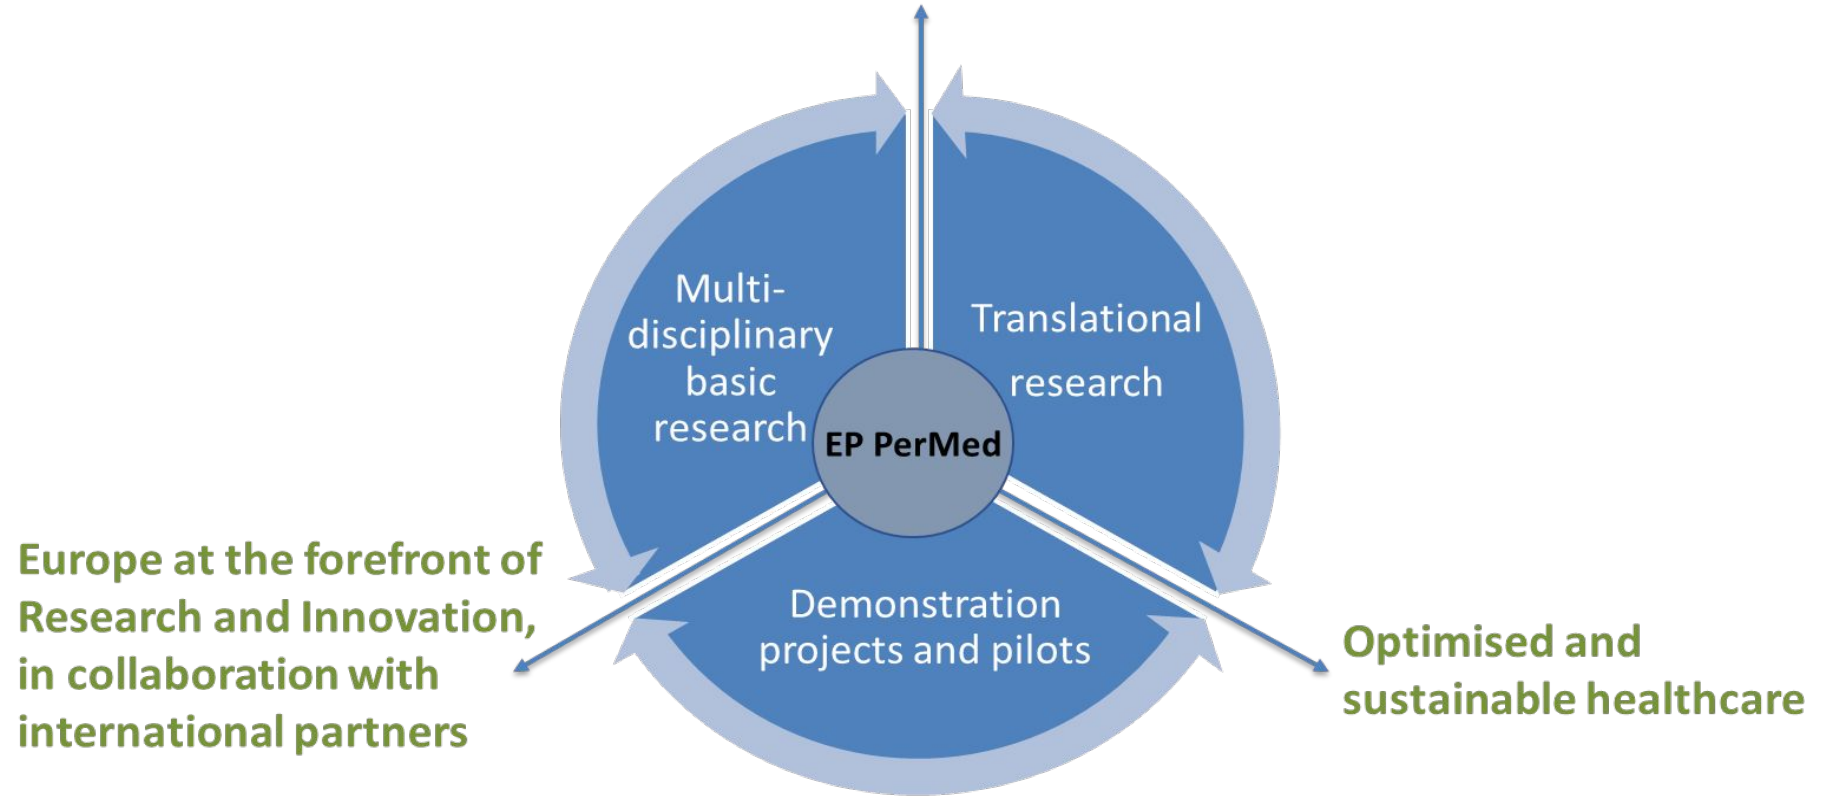 Multi-
disciplinary
basic
research
Translational
research
EP PerMed
Demonstration
projects and pilots
Europe at the forefront of
Research and Innovation,
in collaboration with
international partners
Optimised and
sustainable healthcare